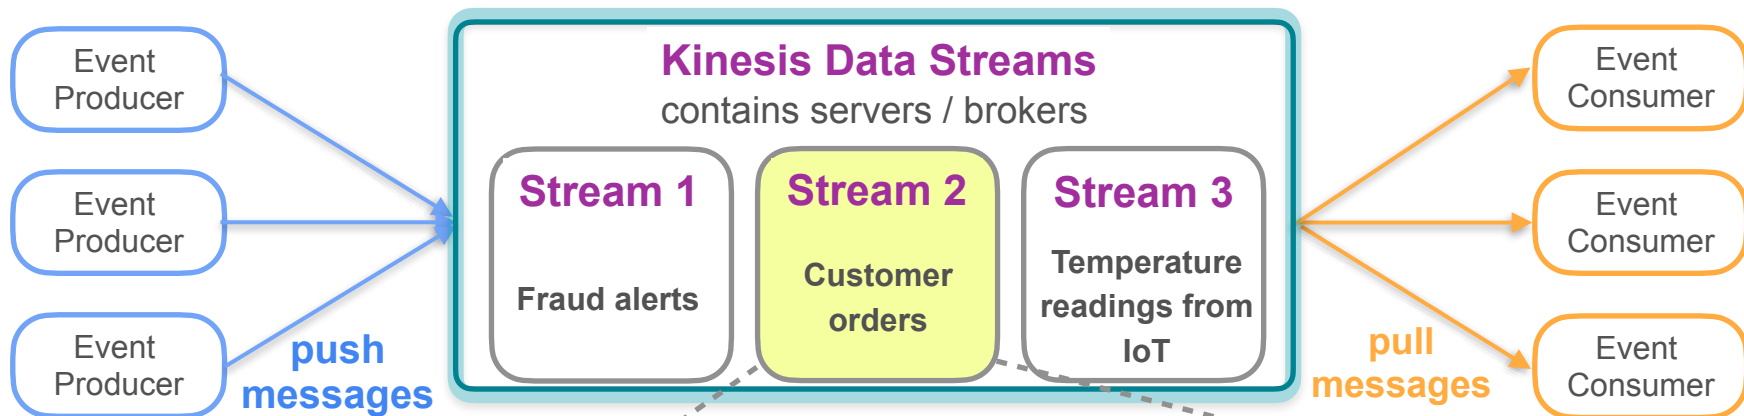 Event
Producer
Event
Producer
Event
Producer
push
messages
Kinesis Data Streams
contains servers / brokers
Stream 1
Fraud alerts
Stream 2
Customer
orders
Stream 3
Temperature
readings from
IoT
pull
messages
Event
Consumer
Event
Consumer
Event
Consumer